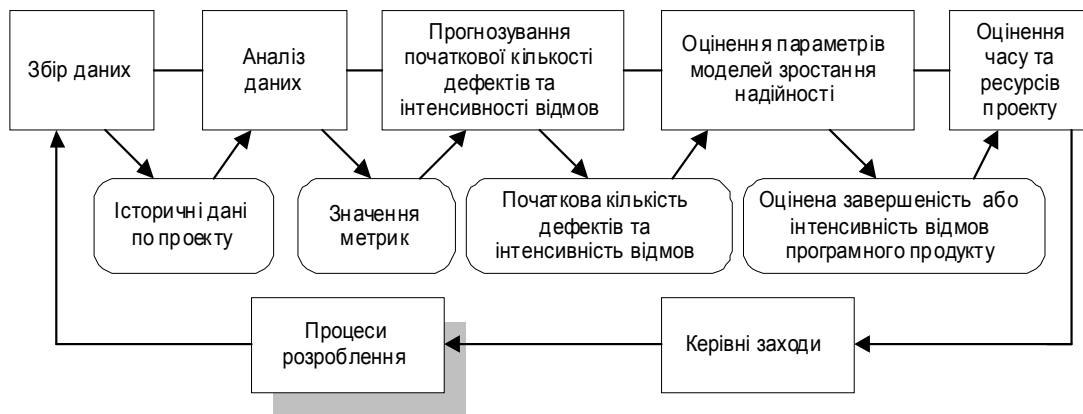 Збір даних
Аналіз
даних
Прогнозування
початкової кількості
дефектів та
інтенсивності відмов
Оцінення параметрів
моделей зростання
надійності
Оцінення
часу та
ресурсів
проекту
Історичні дані
по проекту
Значення
метрик
Початкова кількість
дефектів та
інтенсивність відмов
Оцінена завершеність або
інтенсивність відмов
програмного продукту
Процеси
розроблення
Керівні заходи